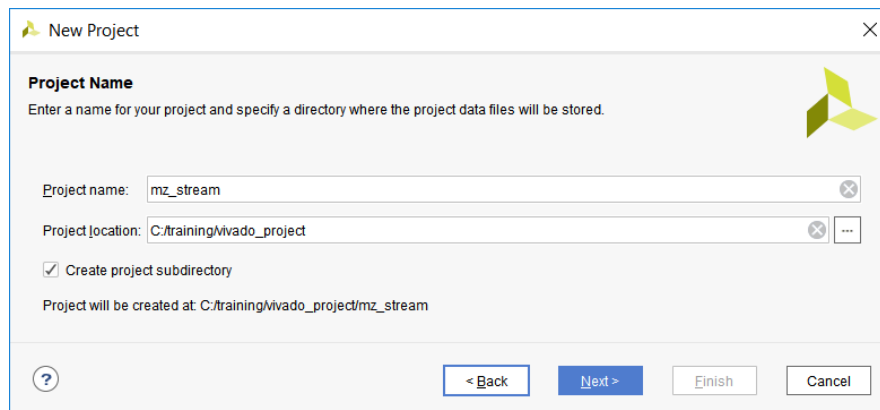 New Project
Project Name
Enter a name for your project and specify a directory where the project data files will be stored.
Project name: mz_stream
Project location: C:/training/vivado_project ...
Create project subdirectory
Project will be created at: C:/training/vivado_project/mz_stream
? < Back Next > Finish Cancel